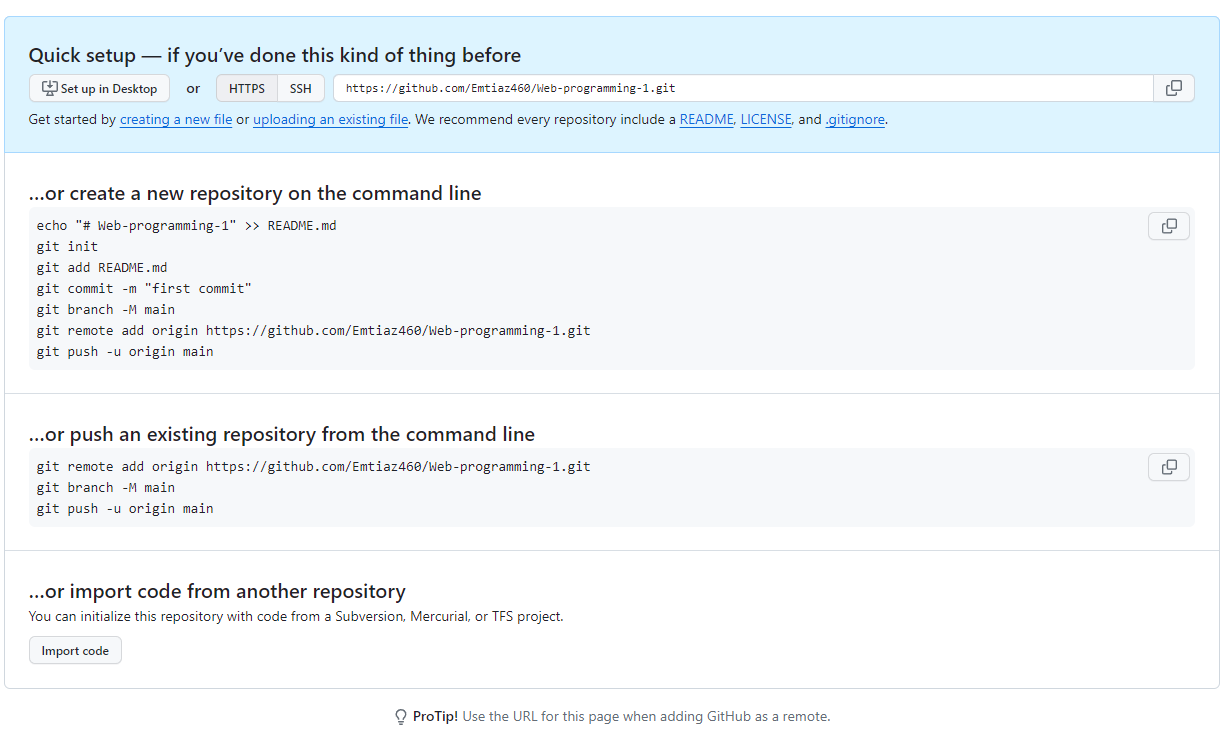 Quick setup — if you’ve done this kind of thing before
Set up in Desktop or HTTPS SSH https://github.com/Emtiaz460/Web-programming-1.git
Get started by creating a new file or uploading an existing file. We recommend every repository include a README, LICENSE, and .gitignore.
…or create a new repository on the command line
echo "# Web-programming-1" >> README.md
git init
git add README.md
git commit -m "first commit"
git branch -M main
git remote add origin https://github.com/Emtiaz460/Web-programming-1.git
git push -u origin main
…or push an existing repository from the command line
git remote add origin https://github.com/Emtiaz460/Web-programming-1.git
git branch -M main
git push -u origin main
…or import code from another repository
You can initialize this repository with code from a Subversion, Mercurial, or TFS project.
Import code
ProTip! Use the URL for this page when adding GitHub as a remote.